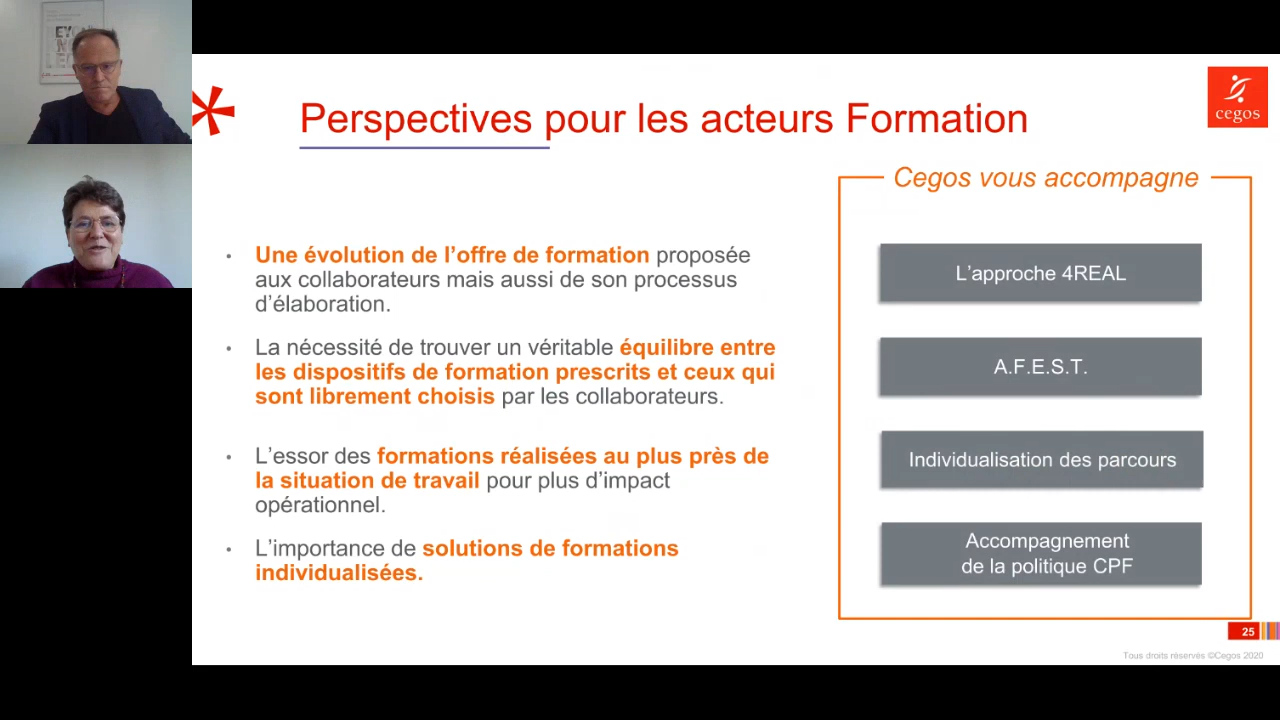 Perspectives pour les acteurs Formation
cegos
Cegos vous accompagne
• Une évolution de l’offre de formation proposée
aux collaborateurs mais aussi de son processus
d’élaboration.
• La nécessité de trouver un véritable équilibre entre
les dispositifs de formation prescrits et ceux qui
sont librement choisis par les collaborateurs.
• L’essor des formations réalisées au plus près de
la situation de travail pour plus d’impact
opérationnel.
• L’importance de solutions de formations
individualisées.
L’approche 4REAL
A.F.E.S.T.
Individualisation des parcours
Accompagnement
de la politique CPF
25
Tous droits réservés ©Cegos 2020